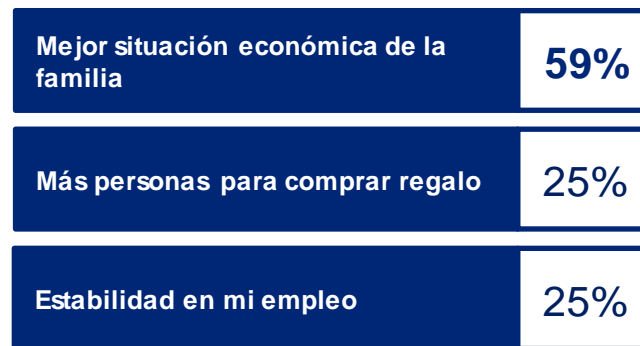 Mejor situación económica de la
familia
59%
Más personas para comprar regalo
25%
Estabilidad en mi empleo
25%